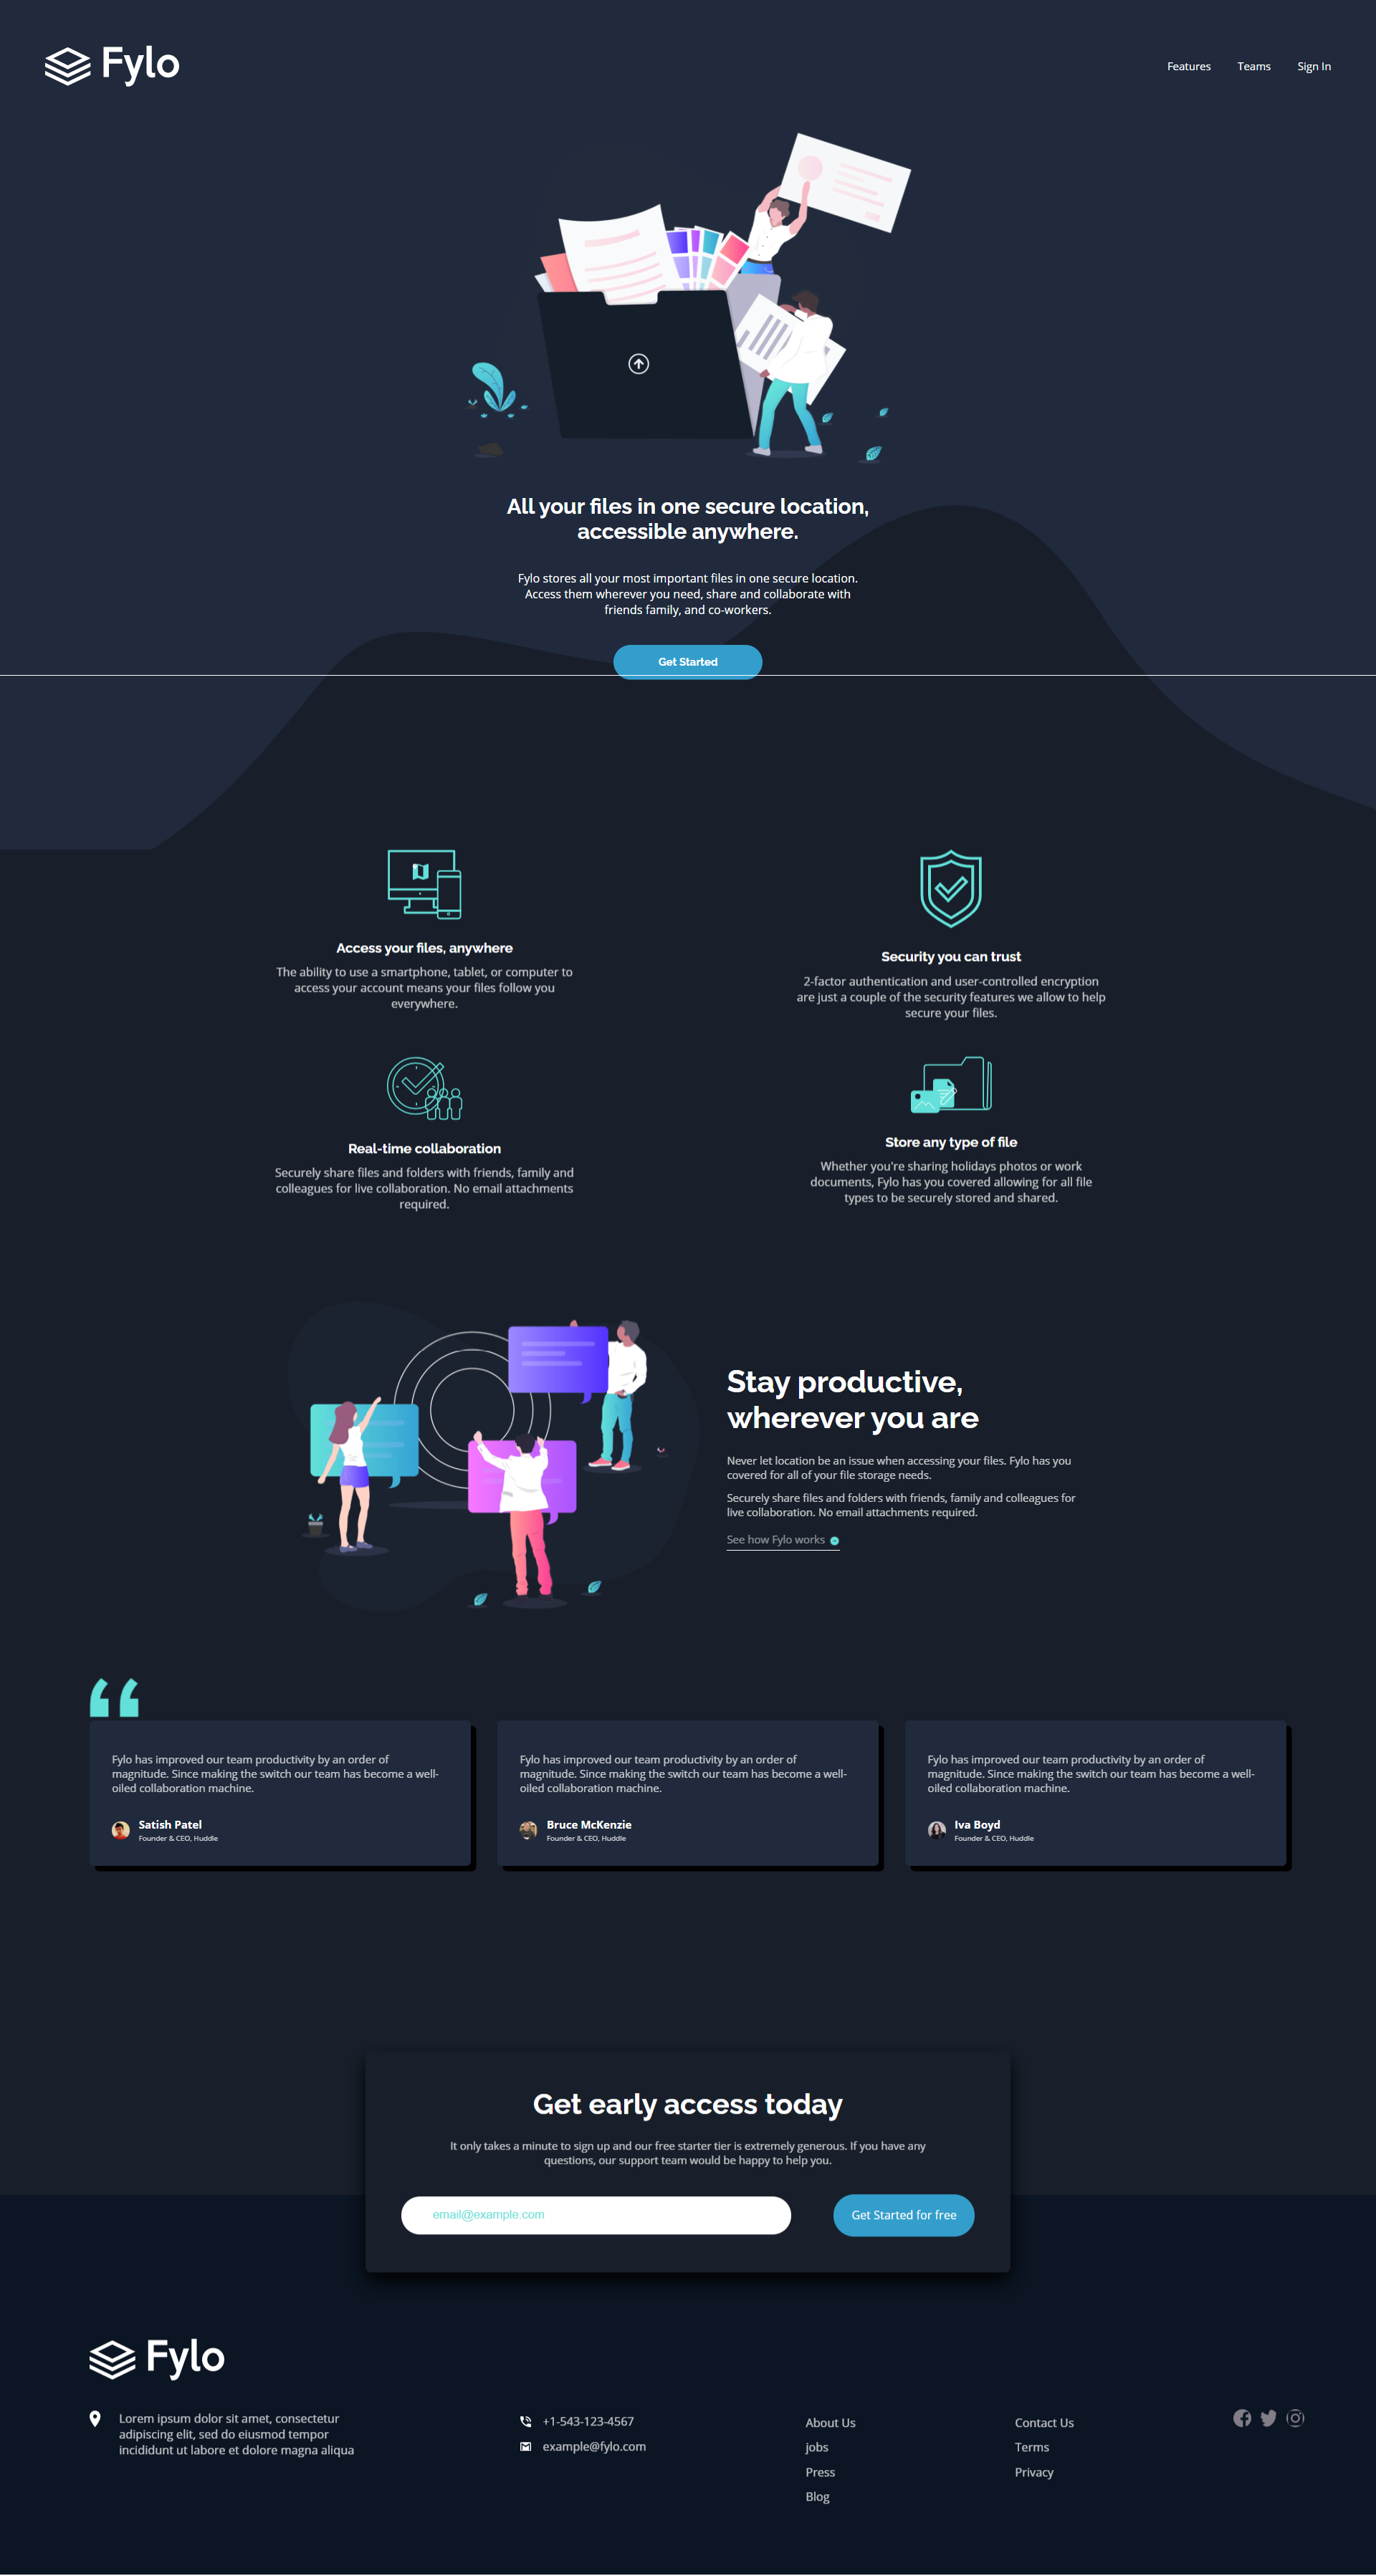 Fylo
Features
Teams
Sign In
All your files in one secure location,
accessible anywhere.
Fylo stores all your most important files in one secure location.
Access them wherever you need, share and collaborate with
friends family, and co-workers.
Get Started
Access your files, anywhere
The ability to use a smartphone, tablet, or computer to
access your account means your files follow you
everywhere.
Security you can trust
2-factor authentication and user-controlled encryption
are just a couple of the security features we allow to help
secure your files.
Real-time collaboration
Securely share files and folders with friends, family and
colleagues for live collaboration. No email attachments
required.
Store any type of file
Whether you're sharing holidays photos or work
documents, Fylo has you covered allowing for all file
types to be securely stored and shared.
Stay productive,
wherever you are
Never let location be an issue when accessing your files. Fylo has you
covered for all of your file storage needs.
Securely share files and folders with friends, family and colleagues for
live collaboration. No email attachments required.
See how Fylo works
Fylo has improved our team productivity by an order of
magnitude. Since making the switch our team has become a well-
oiled collaboration machine.
Satish Patel
Founder & CEO, Huddle
Fylo has improved our team productivity by an order of
magnitude. Since making the switch our team has become a well-
oiled collaboration machine.
Bruce McKenzie
Founder & CEO, Huddle
Fylo has improved our team productivity by an order of
magnitude. Since making the switch our team has become a well-
oiled collaboration machine.
Iva Boyd
Founder & CEO, Huddle
Get early access today
It only takes a minute to sign up and our free starter tier is extremely generous. If you have any
questions, our support team would be happy to help you.
email@example.com
Get Started for free
Fylo
Lorem ipsum dolor sit amet, consectetur
adipiscing elit, sed do eiusmod tempor
incididunt ut labore et dolore magna aliqua
+1-543-123-4567
example@fylo.com
About Us
jobs
Press
Blog
Contact Us
Terms
Privacy